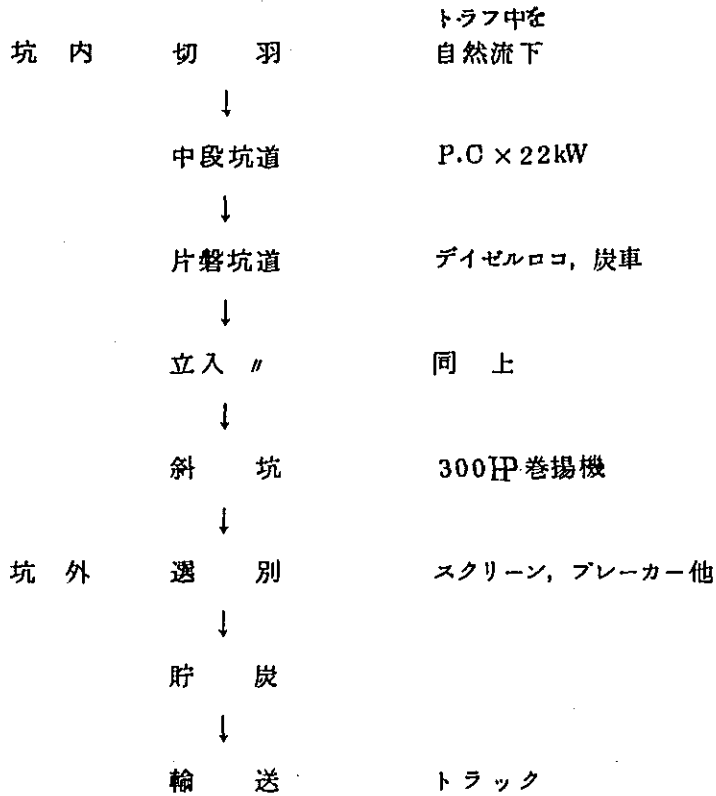 トラフ中を
坑内 切羽 自然流下
↓
中段坑道 P.C × 22kW
↓
片磐坑道 デイゼルロコ, 炭車
↓
立入 〃 同上
↓
斜坑 300HP 巻揚機
↓
坑外 選別 スクリーン, ブレーカー他
↓
貯炭
↓
輸送 トラック